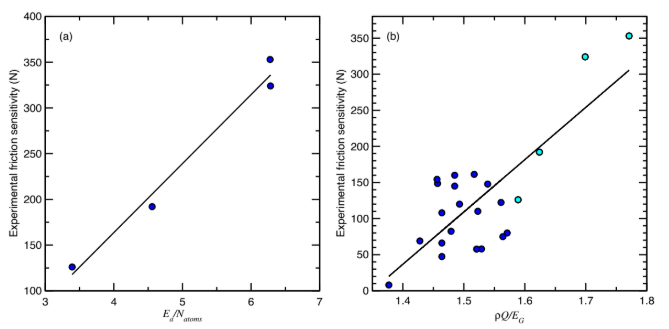 (a)
Experimental friction sensitivity (N)
400
350
300
250
200
150
125
100
3 4 5 6 7
E_d/N_atoms
(b)
Experimental friction sensitivity (N)
350
300
250
200
150
100
50
0
1.4 1.5 1.6 1.7 1.8
ρQ/E_G